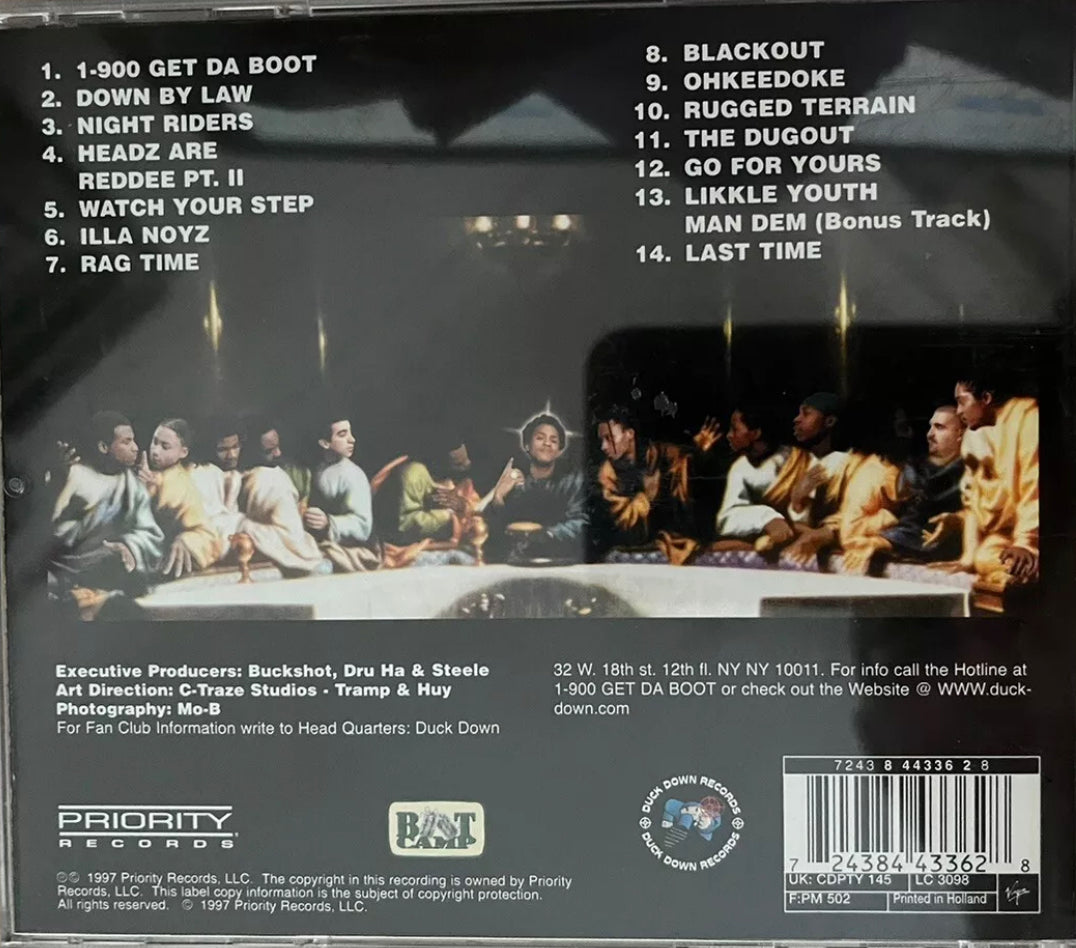 1. 1-900 GET DA BOOT
2. DOWN BY LAW
3. NIGHT RIDERS
4. HEADZ ARE
REDDEE PT. II
5. WATCH YOUR STEP
6. ILLA NOYZ
7. RAG TIME
8. BLACKOUT
9. OHKEEDOKE
10. RUGGED TERRAIN
11. THE DUGOUT
12. GO FOR YOURS
13. LIKKLE YOUTH
MAN DEM (Bonus Track)
14. LAST TIME
Executive Producers: Buckshot, Dru Ha & Steele
Art Direction: C-Traze Studios - Tramp & Huy
Photography: Mo-B
For Fan Club Information write to Head Quarters: Duck Down
32 W. 18th st. 12th fl. NY NY 10011. For info call the Hotline at
1-900 GET DA BOOT or check out the Website @ WWW.duck-
down.com
PRIORITY
RECORDS
BOOT
CAMP
DUCK DOWN RECORDS
DUCK DOWN RECORDS
7243 8 44336 2 8
7 24384 43362 8
UK: CDPTY 145 LC 3098
F:PM 502 Printed in Holland
Virgin
℗© 1997 Priority Records, LLC. The copyright in this recording is owned by Priority
Records, LLC. This label copy information is the subject of copyright protection.
All rights reserved. © 1997 Priority Records, LLC.